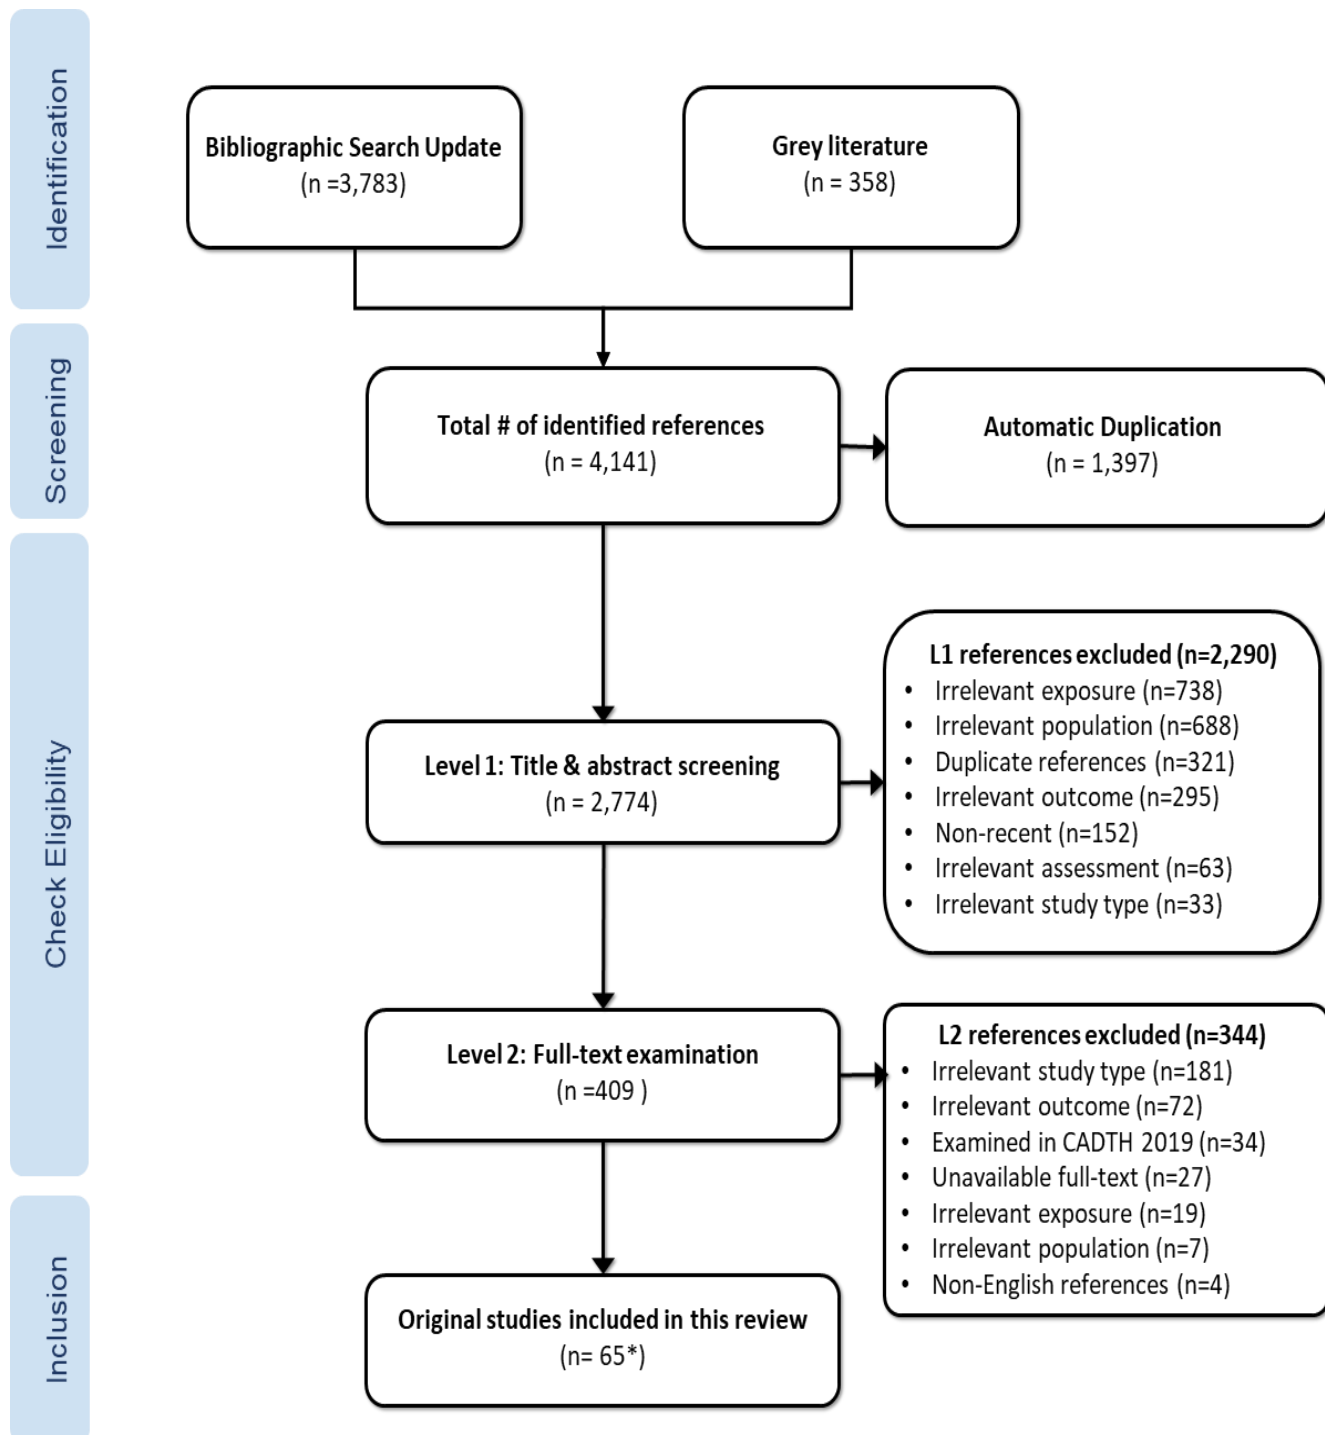 Identification
Bibliographic Search Update
(n =3,783)
Grey literature
(n = 358)
Screening
Total # of identified references
(n = 4,141)
Automatic Duplication
(n = 1,397)
Check Eligibility
Level 1: Title & abstract screening
(n = 2,774)
L1 references excluded (n=2,290)
• Irrelevant exposure (n=738)
• Irrelevant population (n=688)
• Duplicate references (n=321)
• Irrelevant outcome (n=295)
• Non-recent (n=152)
• Irrelevant assessment (n=63)
• Irrelevant study type (n=33)
Level 2: Full-text examination
(n =409 )
L2 references excluded (n=344)
• Irrelevant study type (n=181)
• Irrelevant outcome (n=72)
• Examined in CADTH 2019 (n=34)
• Unavailable full-text (n=27)
• Irrelevant exposure (n=19)
• Irrelevant population (n=7)
• Non-English references (n=4)
Inclusion
Original studies included in this review
(n= 65*)